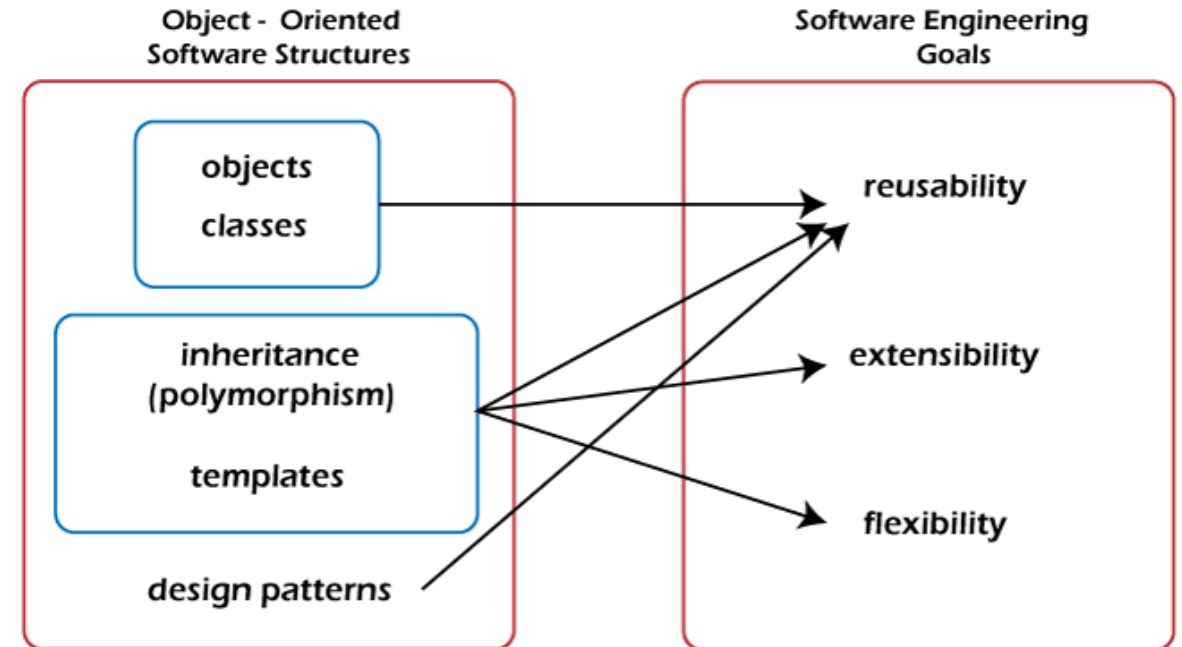 Object - Oriented
Software Structures
Software Engineering
Goals
objects
classes
inheritance
(polymorphism)
templates
design patterns
reusability
extensibility
flexibility